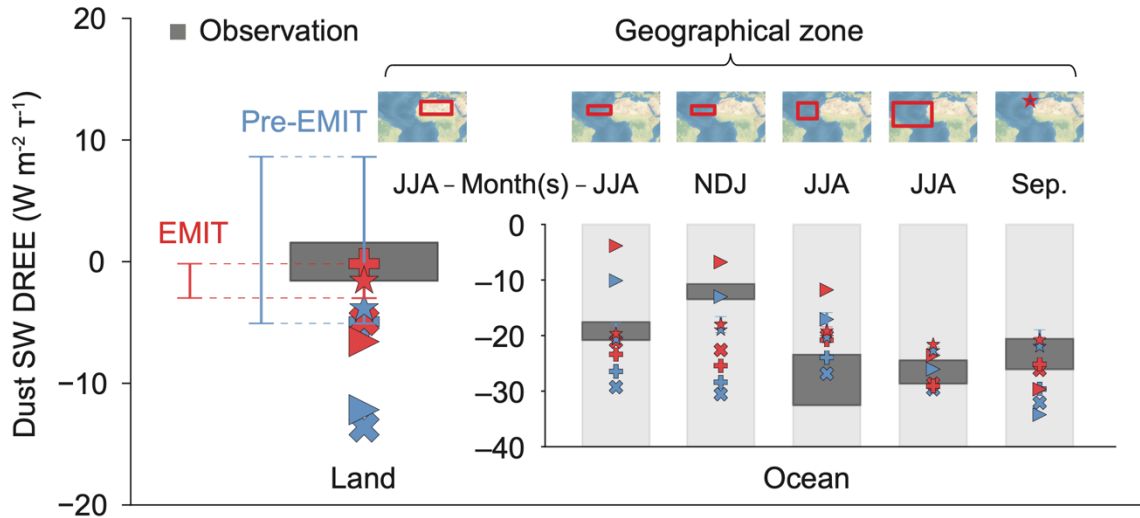 Observation
Geographical zone
Pre-EMIT
EMIT
JJA – Month(s) – JJA NDJ JJA JJA Sep.
Dust SW DREE (W m⁻² τ⁻¹)
20
10
0
−10
−20
0
−10
−20
−30
−40
Land
Ocean